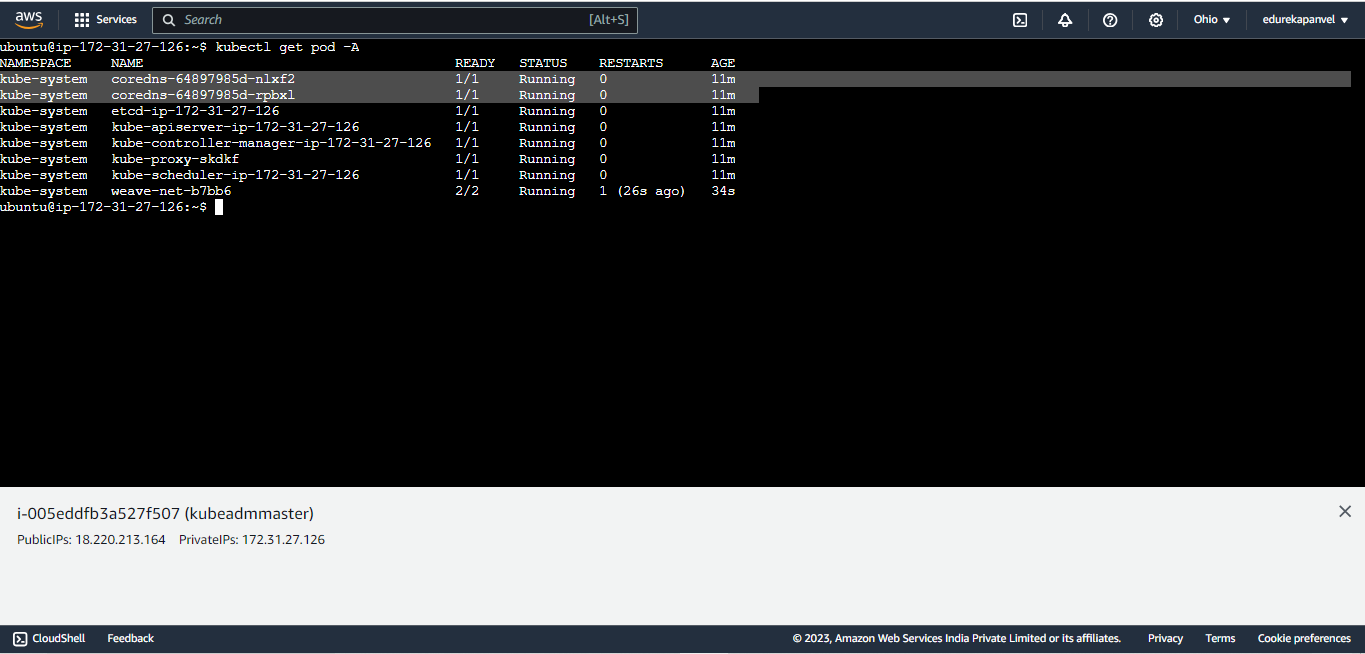 aws Services Search [Alt+S] Ohio edurekapanvel
ubuntu@ip-172-31-27-126:~$ kubectl get pod -A
NAMESPACE NAME READY STATUS RESTARTS AGE
kube-system coredns-64897985d-nlxf2 1/1 Running 0 11m
kube-system coredns-64897985d-rpbxl 1/1 Running 0 11m
kube-system etcd-ip-172-31-27-126 1/1 Running 0 11m
kube-system kube-apiserver-ip-172-31-27-126 1/1 Running 0 11m
kube-system kube-controller-manager-ip-172-31-27-126 1/1 Running 0 11m
kube-system kube-proxy-skdkf 1/1 Running 0 11m
kube-system kube-scheduler-ip-172-31-27-126 1/1 Running 0 11m
kube-system weave-net-b7bb6 2/2 Running 1 (26s ago) 34s
ubuntu@ip-172-31-27-126:~$
i-005eddfb3a527f507 (kubeadmmaster)
PublicIPs: 18.220.213.164 PrivateIPs: 172.31.27.126
CloudShell Feedback © 2023, Amazon Web Services India Private Limited or its affiliates. Privacy Terms Cookie preferences